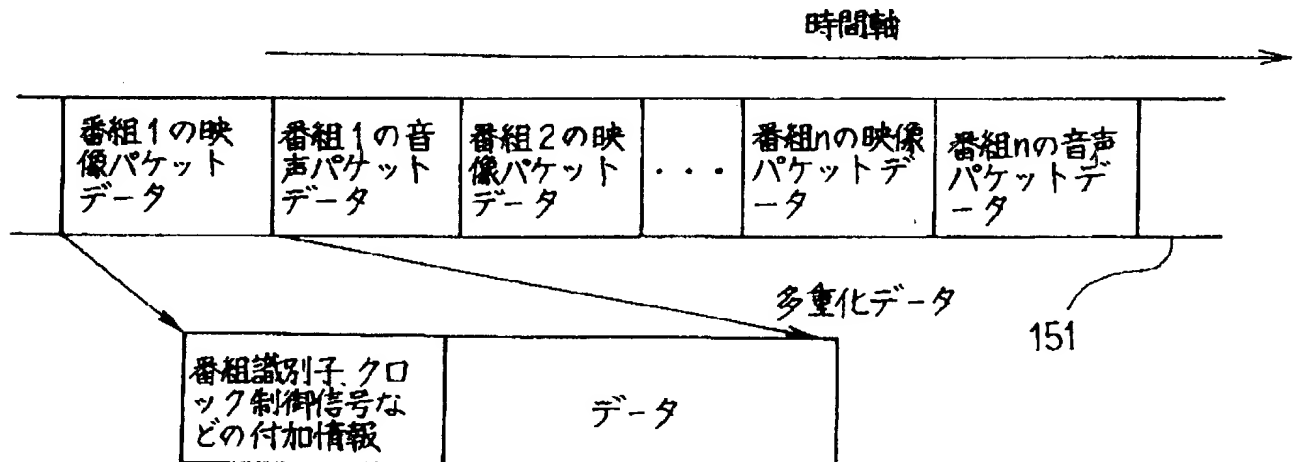 時間軸
番組1の映
像パケット
データ
番組1の音
声パケット
データ
番組2の映
像パケット
データ
・・・
番組nの映像
パケットデ
ータ
番組nの音声
パケットデ
ータ
多重化データ
151
番組識別子、クロ
ック制御信号な
どの付加情報
データ